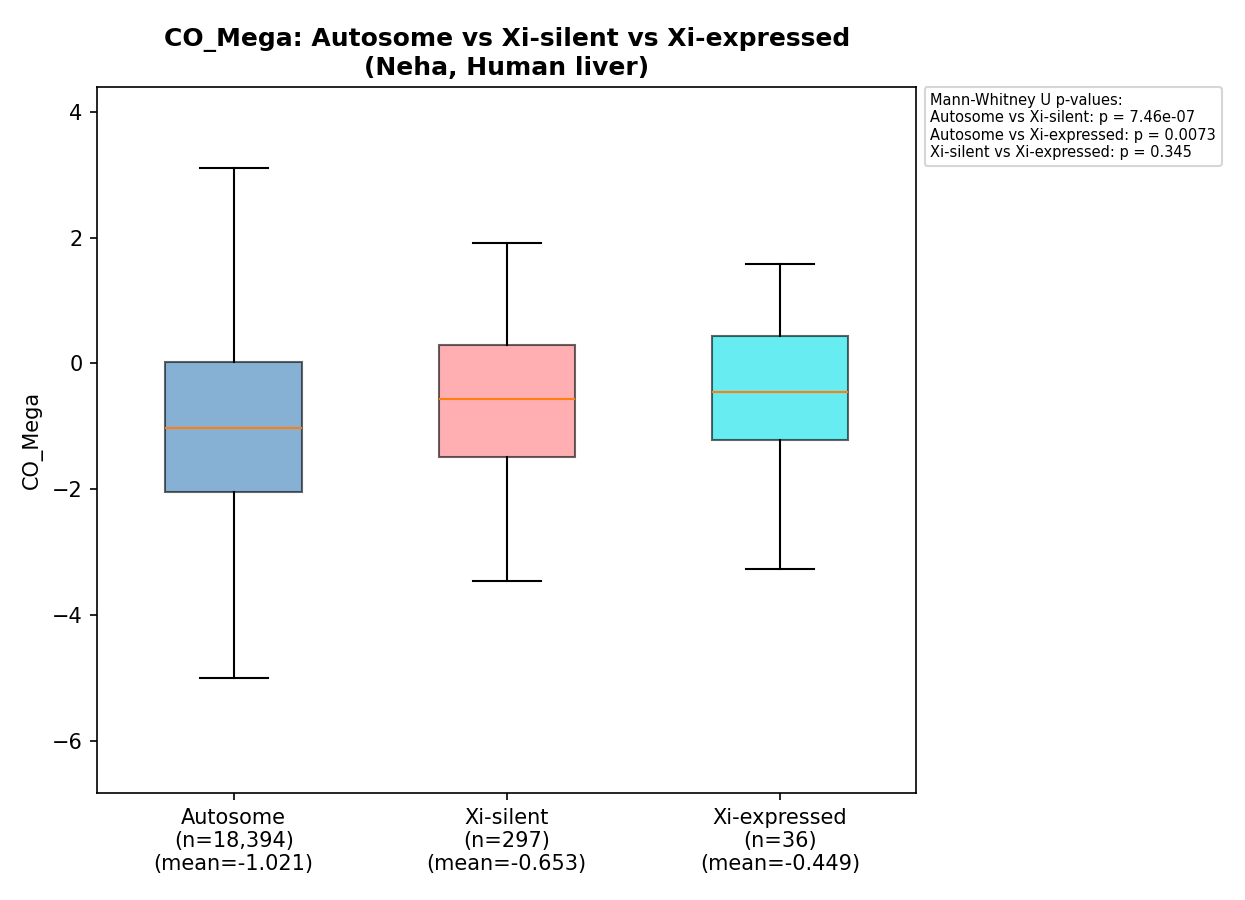 CO_Mega: Autosome vs Xi-silent vs Xi-expressed
(Neha, Human liver)
Mann-Whitney U p-values:
Autosome vs Xi-silent: p = 7.46e-07
Autosome vs Xi-expressed: p = 0.0073
Xi-silent vs Xi-expressed: p = 0.345
CO_Mega
4
2
0
−2
−4
−6
Autosome
(n=18,394)
(mean=-1.021)
Xi-silent
(n=297)
(mean=-0.653)
Xi-expressed
(n=36)
(mean=-0.449)